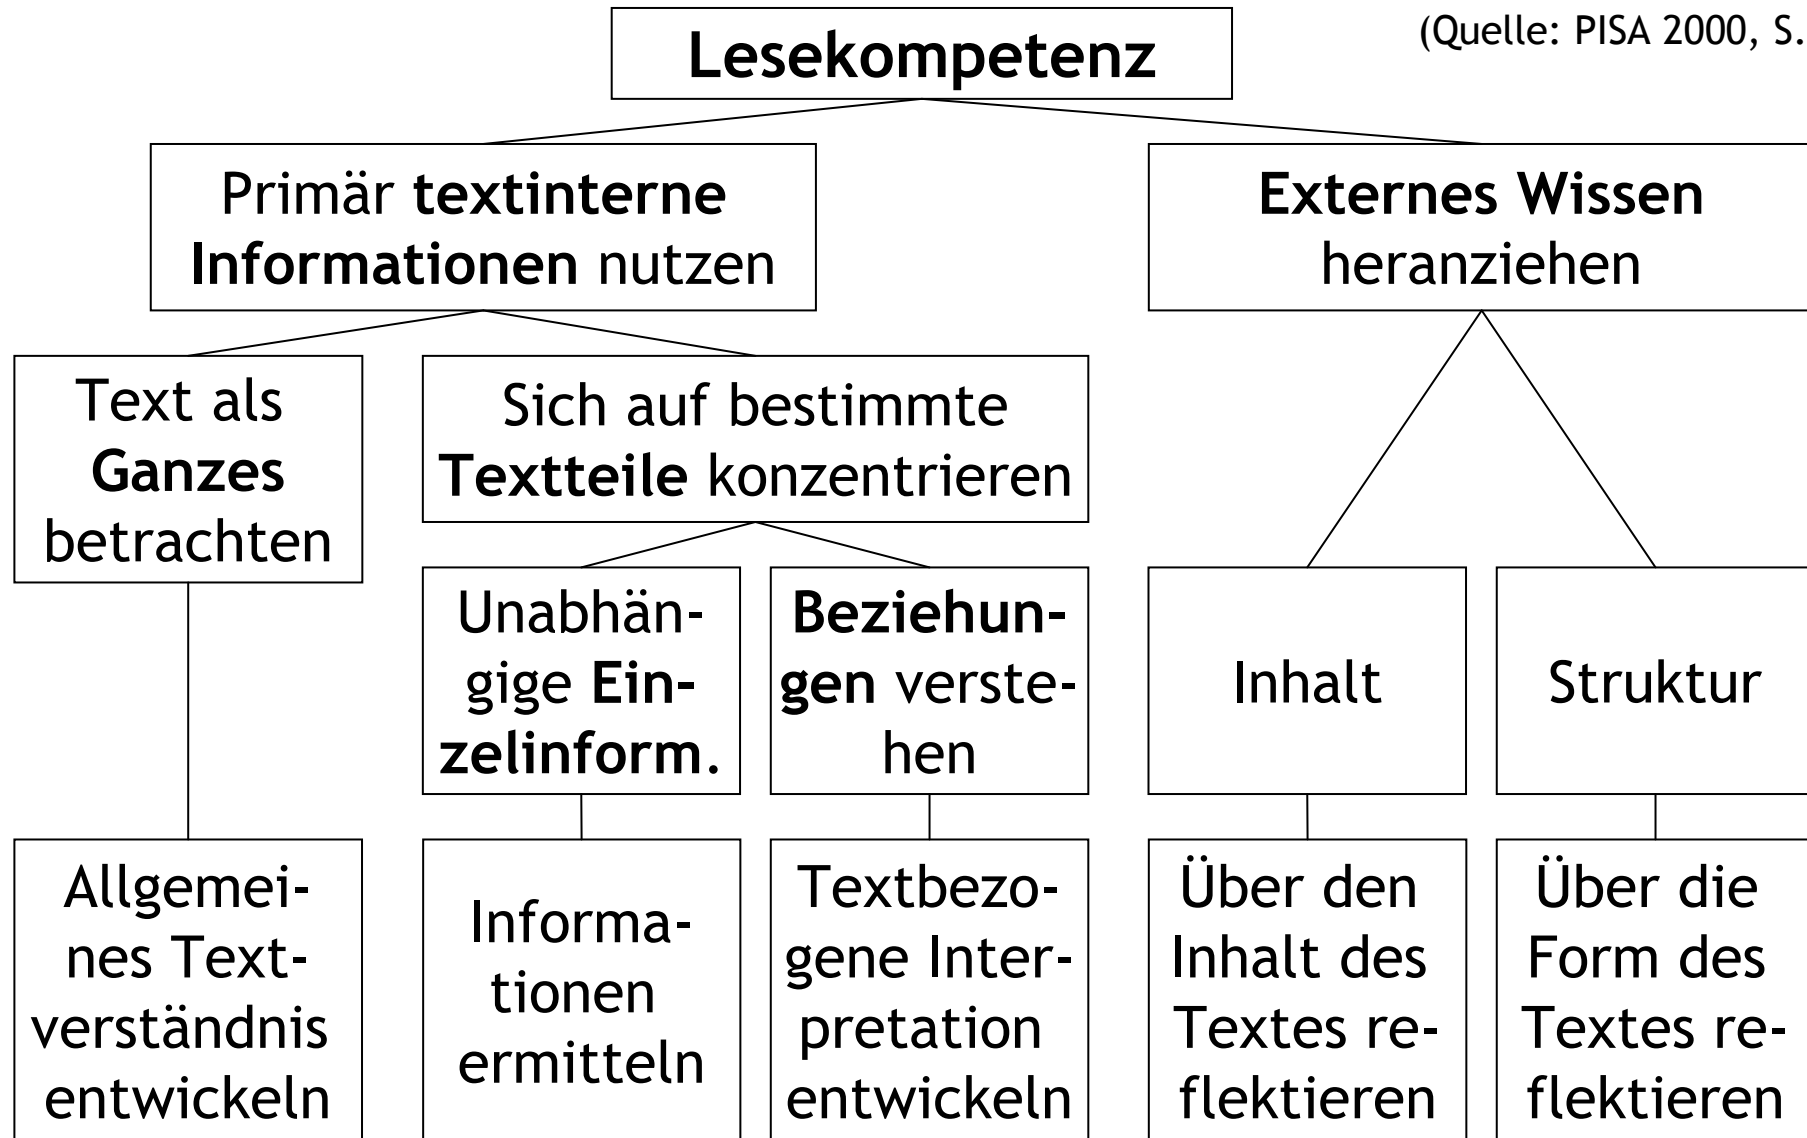 Lesekompetenz
(Quelle: PISA 2000, S.
Primär textinterne
Informationen nutzen
Externes Wissen
heranziehen
Text als
Ganzes
betrachten
Sich auf bestimmte
Textteile konzentrieren
Unabhän-
gige Ein-
zelinform.
Beziehun-
gen verste-
hen
Inhalt
Struktur
Allgemei-
nes Text-
verständnis
entwickeln
Informa-
tionen
ermitteln
Textbezo-
gene Inter-
pretation
entwickeln
Über den
Inhalt des
Textes re-
flektieren
Über die
Form des
Textes re-
flektieren